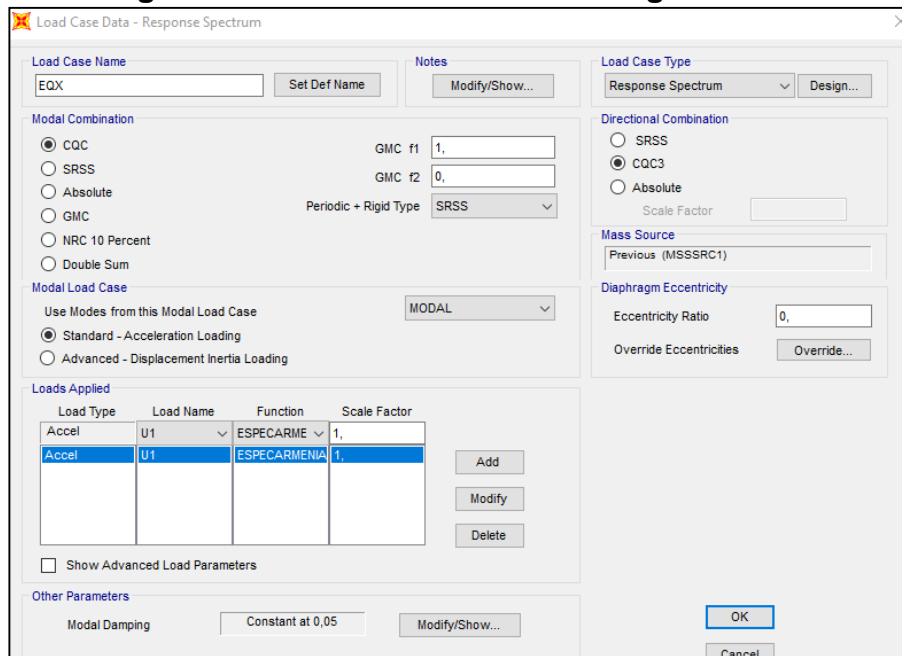 Load Case Data - Response Spectrum
Load Case Name
EQX
Set Def Name
Notes
Modify/Show...
Load Case Type
Response Spectrum
Design...
Modal Combination
CQC
SRSS
Absolute
GMC
NRC 10 Percent
Double Sum
GMC f1 1,
GMC f2 0,
Periodic + Rigid Type SRSS
Directional Combination
SRSS
CQC3
Absolute
Scale Factor
Mass Source
Previous (MSSSRC1)
Modal Load Case
Use Modes from this Modal Load Case MODAL
Standard - Acceleration Loading
Advanced - Displacement Inertia Loading
Diaphragm Eccentricity
Eccentricity Ratio 0,
Override Eccentricities Override...
Loads Applied
Load Type Load Name Function Scale Factor
Accel U1 ESPECARME 1,
Accel U1 ESPECARMENIA 1,
Add
Modify
Delete
Show Advanced Load Parameters
Other Parameters
Modal Damping Constant at 0,05 Modify/Show...
OK
Cancel